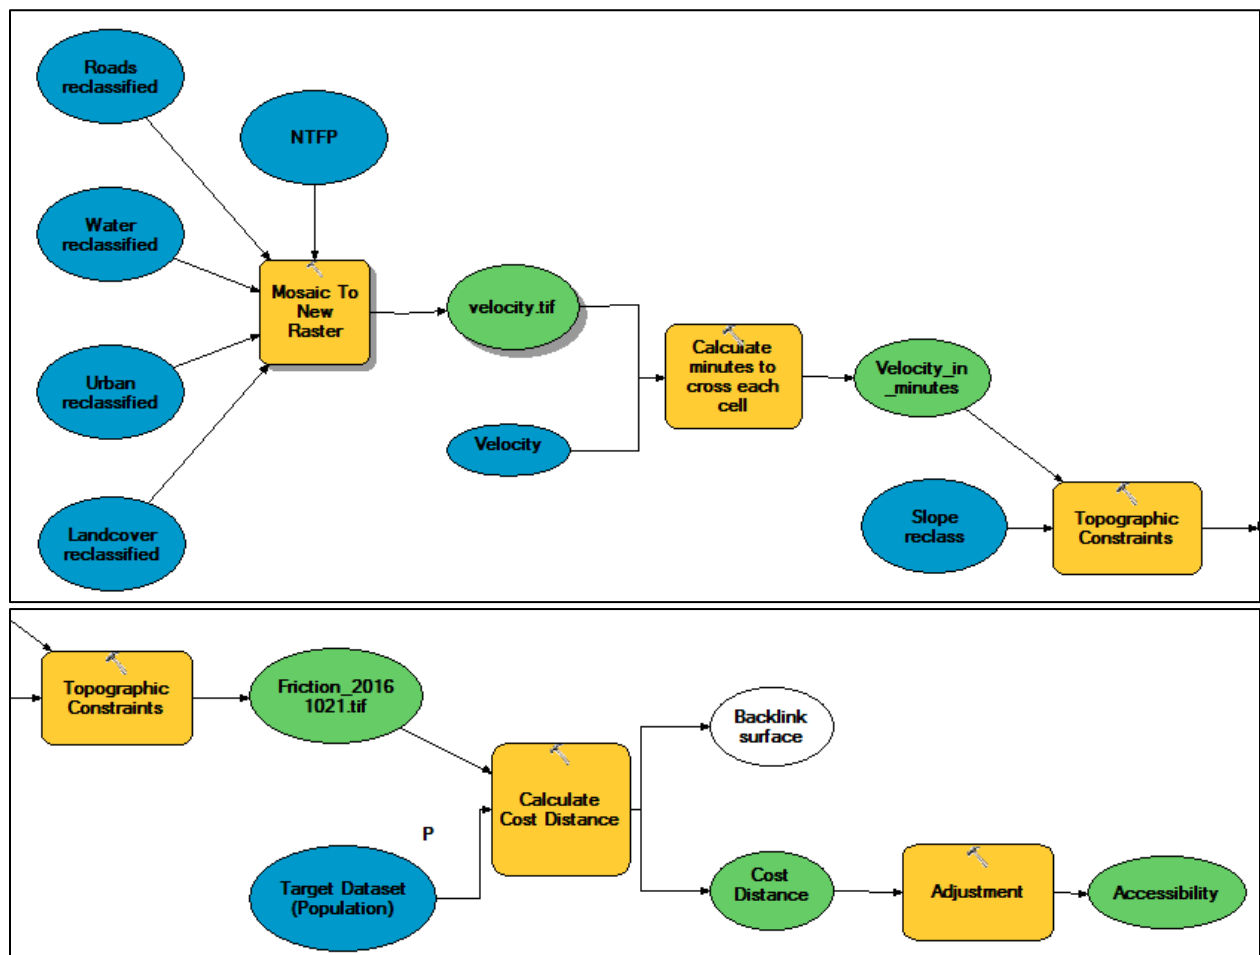 Roads
reclassified
NTFP
Water
reclassified
Mosaic To
New
Raster
velocity.tif
Urban
reclassified
Calculate
minutes to
cross each
cell
Velocity_in
_minutes
Velocity
Landcover
reclassified
Slope
reclass
Topographic
Constraints
Topographic
Constraints
Friction_2016
1021.tif
Backlink
surface
Calculate
Cost Distance
P
Target Dataset
(Population)
Cost
Distance
Adjustment
Accessibility